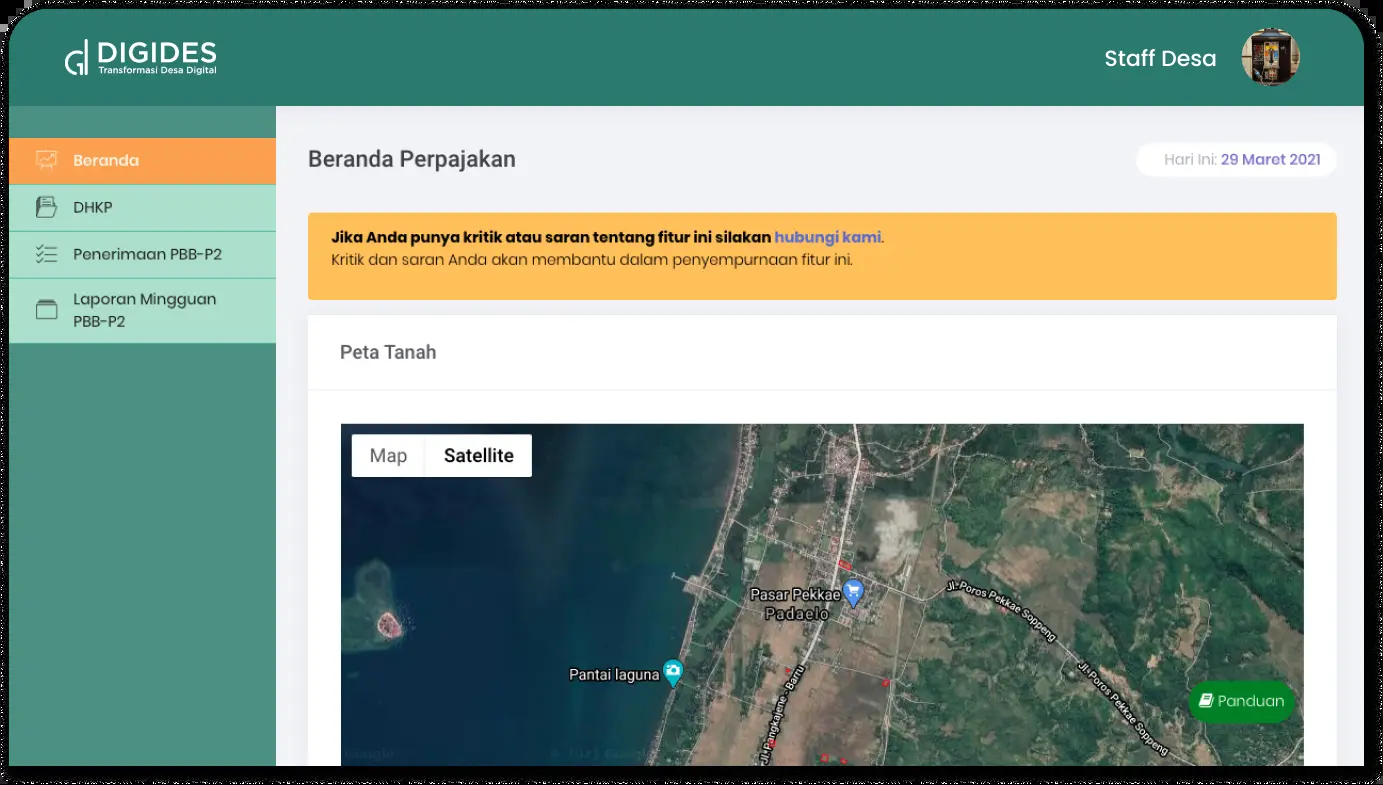 DIGIDES
Transformasi Desa Digital
Staff Desa
Beranda
DHKP
Penerimaan PBB-P2
Laporan Mingguan
PBB-P2
Beranda Perpajakan
Hari Ini: 29 Maret 2021
Jika Anda punya kritik atau saran tentang fitur ini silakan hubungi kami.
Kritik dan saran Anda akan membantu dalam penyempurnaan fitur ini.
Peta Tanah
Map
Satellite
Pasar Pekkae
Padaelo
Jl. Poros Pekkae Soppeng
Pantai laguna
Jl. Pangkajene - Barru
Jl. Poros Pekkae Soppeng
Panduan